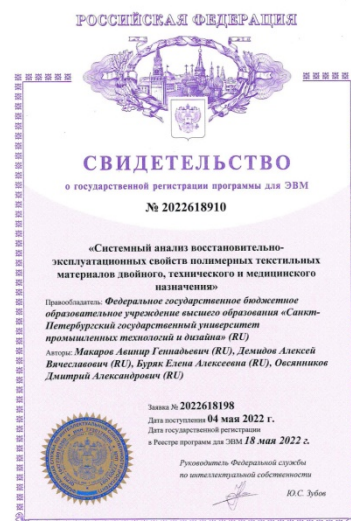 РОССИЙСКАЯ ФЕДЕРАЦИЯ
СВИДЕТЕЛЬСТВО
о государственной регистрации программы для ЭВМ
№ 2022618910
«Системный анализ восстановительно-
эксплуатационных свойств полимерных текстильных
материалов двойного, технического и медицинского
назначения»
Правообладатель: Федеральное государственное бюджетное
образовательное учреждение высшего образования «Санкт-
Петербургский государственный университет
промышленных технологий и дизайна» (RU)
Авторы: Макаров Авинир Геннадьевич (RU), Демидов Алексей
Вячеславович (RU), Буряк Елена Алексеевна (RU), Овсянников
Дмитрий Александрович (RU)
Заявка № 2022618198
Дата поступления 04 мая 2022 г.
Дата государственной регистрации
в Реестре программ для ЭВМ 18 мая 2022 г.
Руководитель Федеральной службы
по интеллектуальной собственности
Ю.С. Зубов